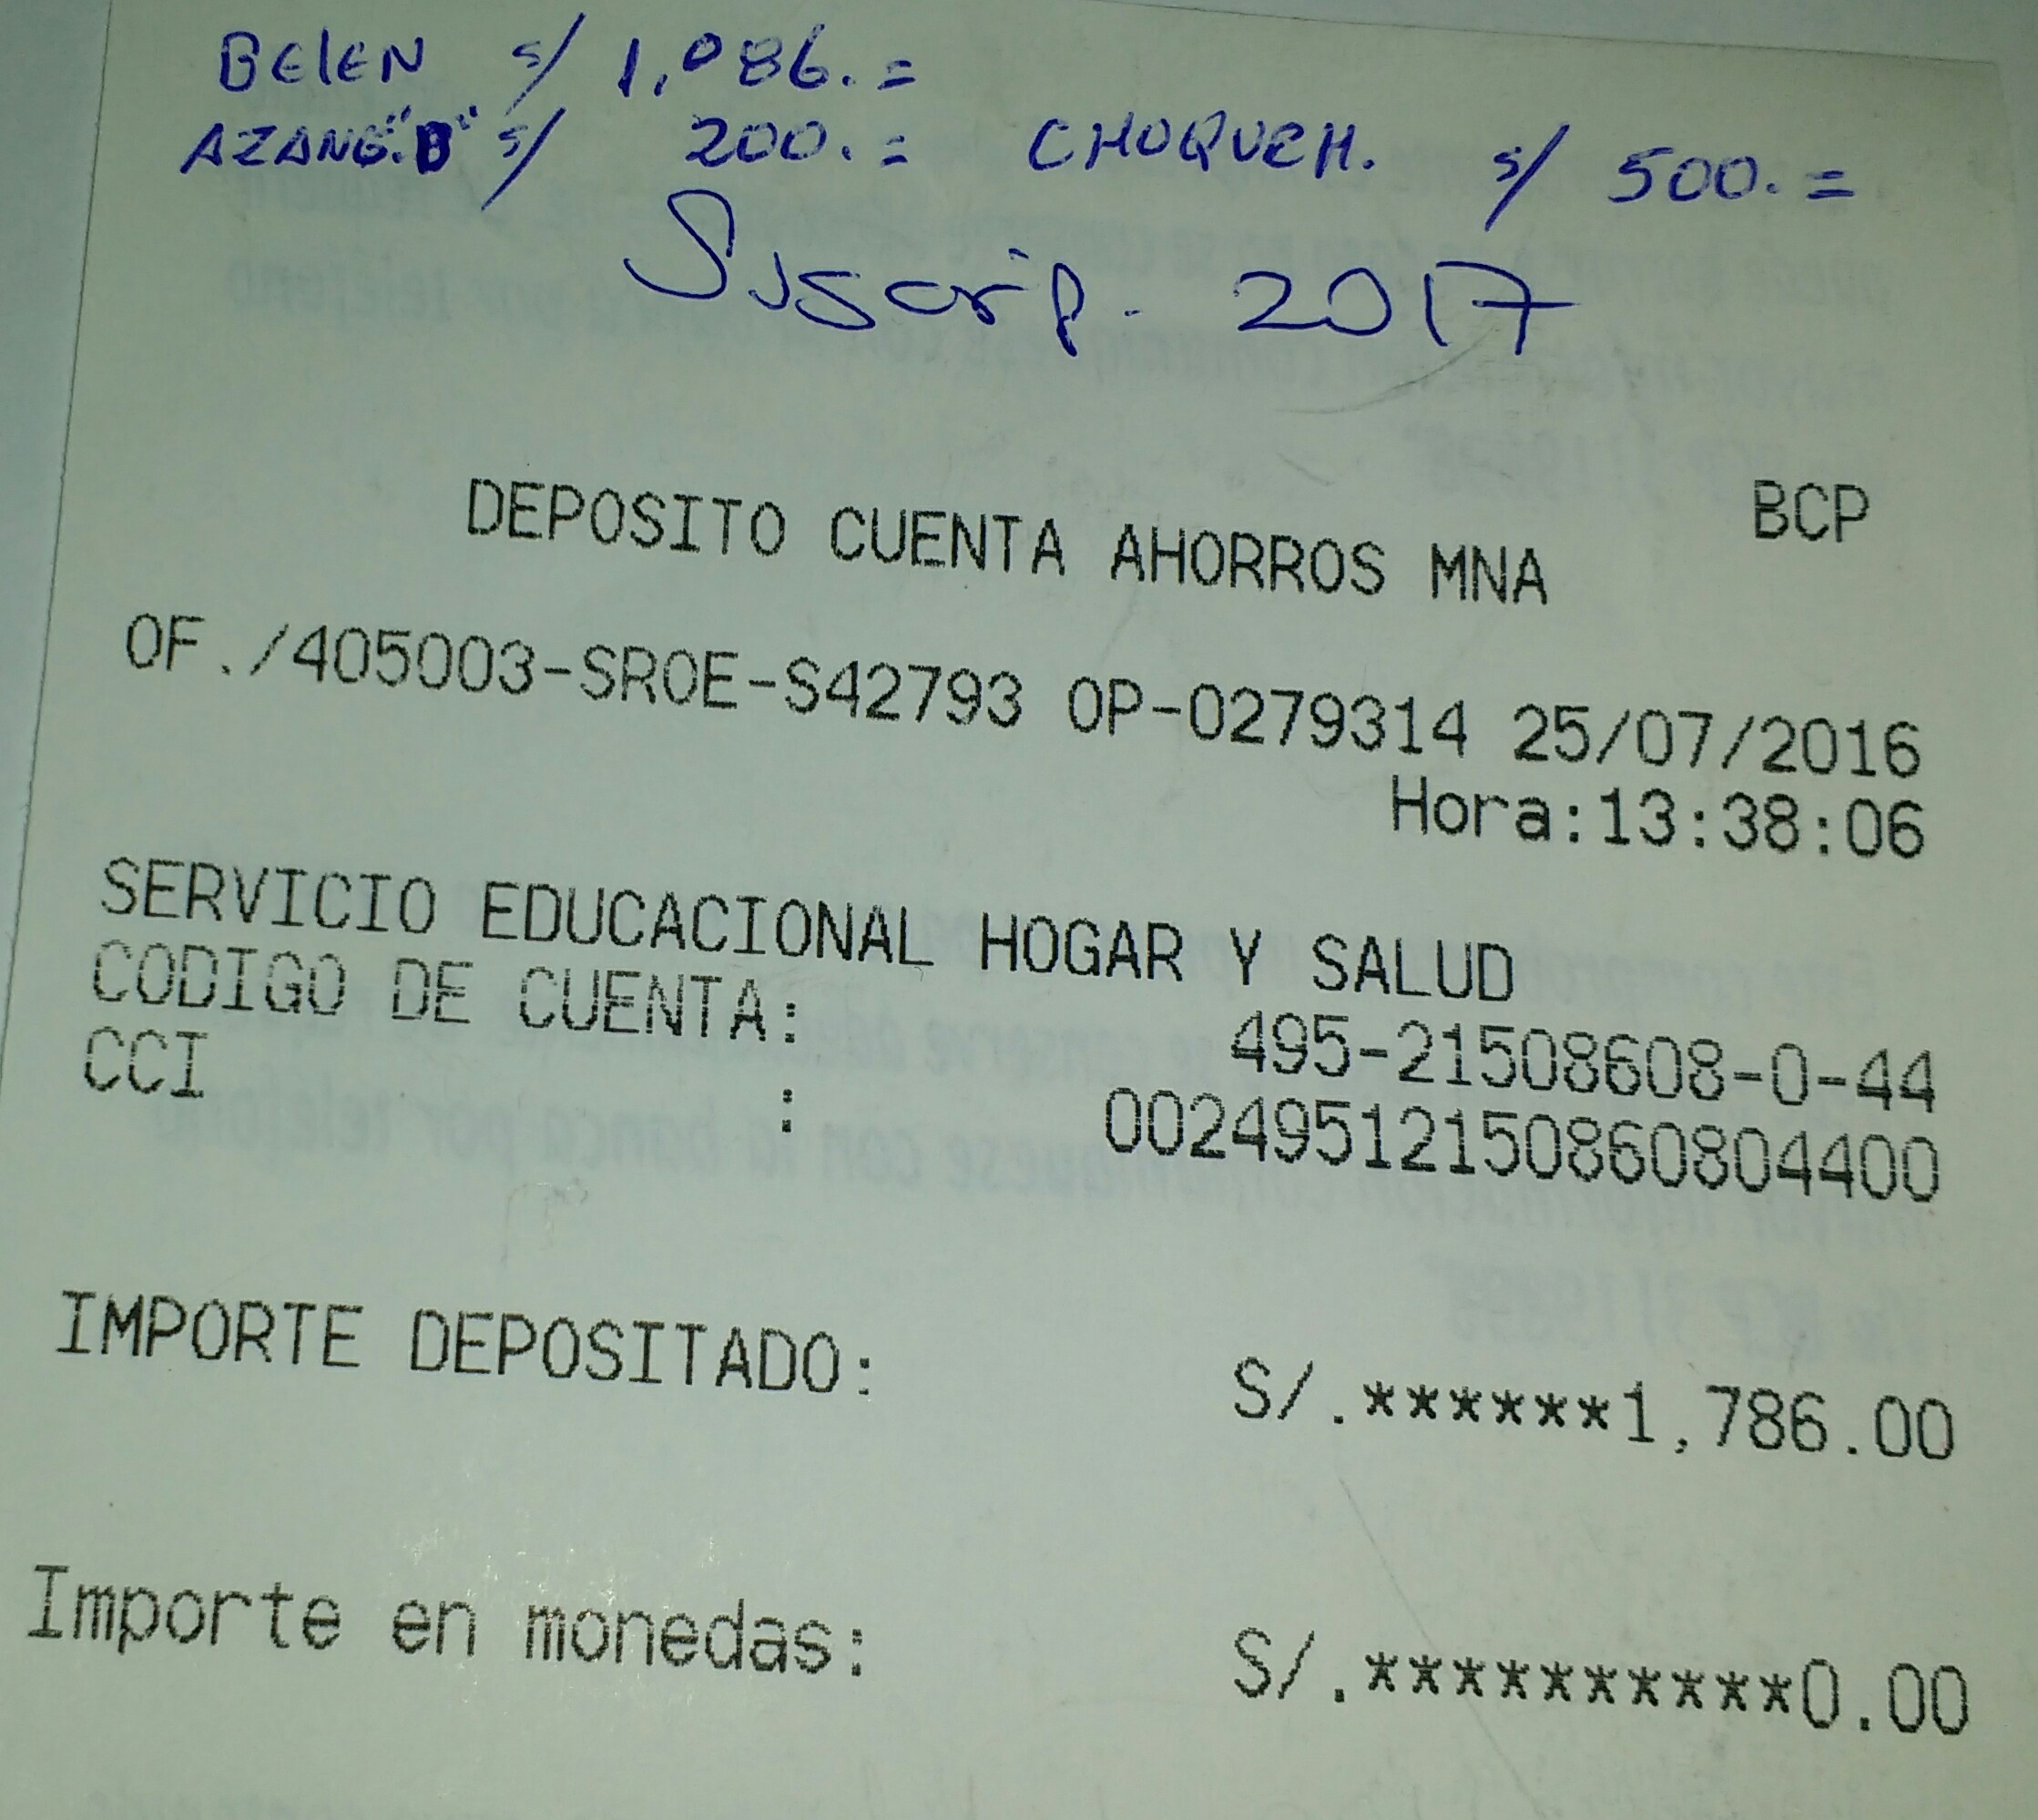 BELEN S/ 1,086.=
AZANG. "B" S/ 200.= CHOQUEH. S/ 500.=
Suscrip. 2017
BCP
DEPOSITO CUENTA AHORROS MNA
OF./405003-SROE-S42793 OP-0279314 25/07/2016
Hora:13:38:06
SERVICIO EDUCACIONAL HOGAR Y SALUD
CODIGO DE CUENTA: 495-21508608-0-44
CCI : 00249512150860804400
IMPORTE DEPOSITADO: S/.******1,786.00
Importe en monedas: S/.**********0.00